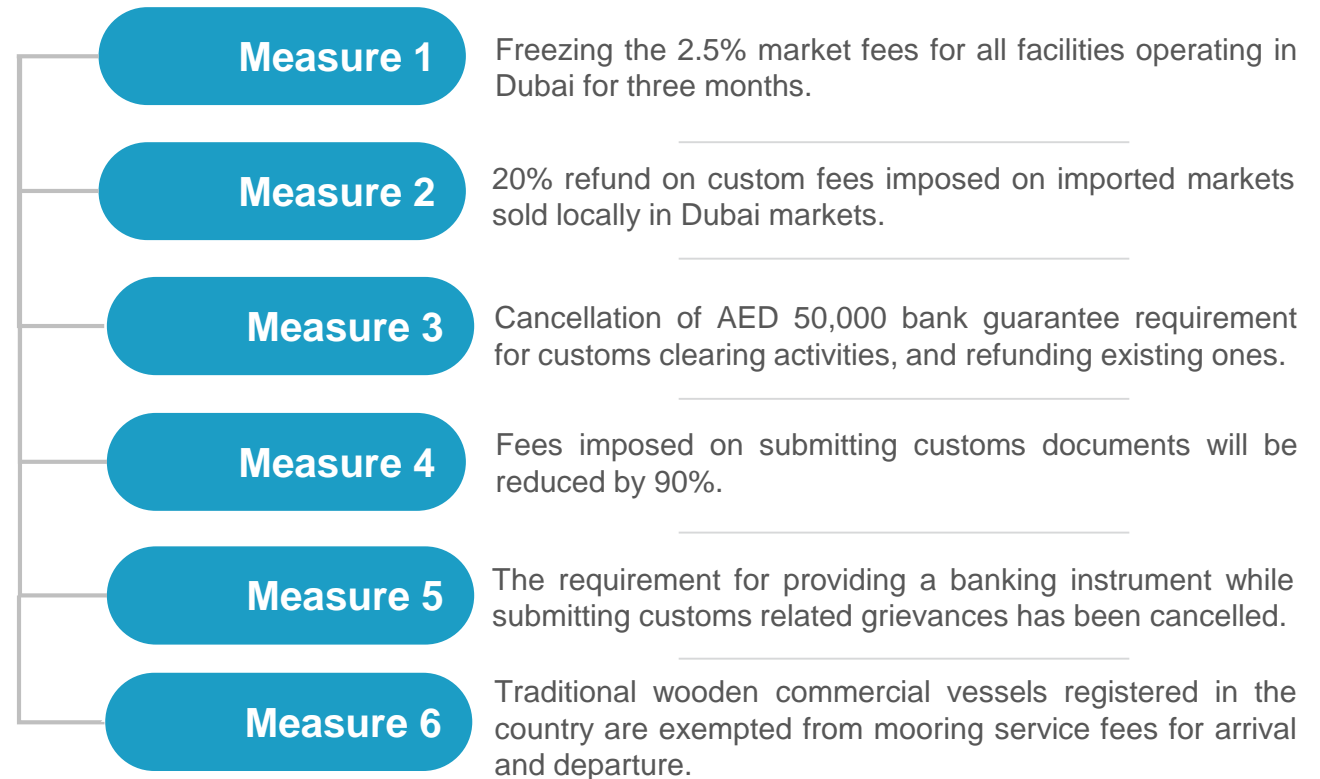 Measure 1
Freezing the 2.5% market fees for all facilities operating in
Dubai for three months.
Measure 2
20% refund on custom fees imposed on imported markets
sold locally in Dubai markets.
Measure 3
Cancellation of AED 50,000 bank guarantee requirement
for customs clearing activities, and refunding existing ones.
Measure 4
Fees imposed on submitting customs documents will be
reduced by 90%.
Measure 5
The requirement for providing a banking instrument while
submitting customs related grievances has been cancelled.
Measure 6
Traditional wooden commercial vessels registered in the
country are exempted from mooring service fees for arrival
and departure.